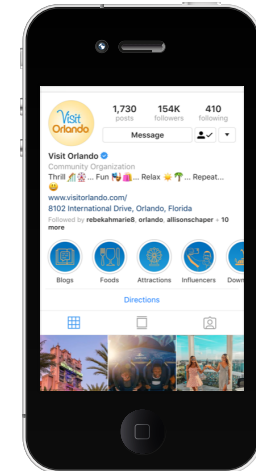 Visit
Orlando
1,730 154K 410
posts followers following
Message
Visit Orlando
Community Organization
Thrill 🎢🎡... Fun 👯🛍️... Relax ☀️🌴... Repeat...
😀
www.visitorlando.com/
8102 International Drive, Orlando, Florida
Followed by rebekahmarie8, orlando, allisonschaper + 10
more
Blogs Foods Attractions Influencers Down
Directions